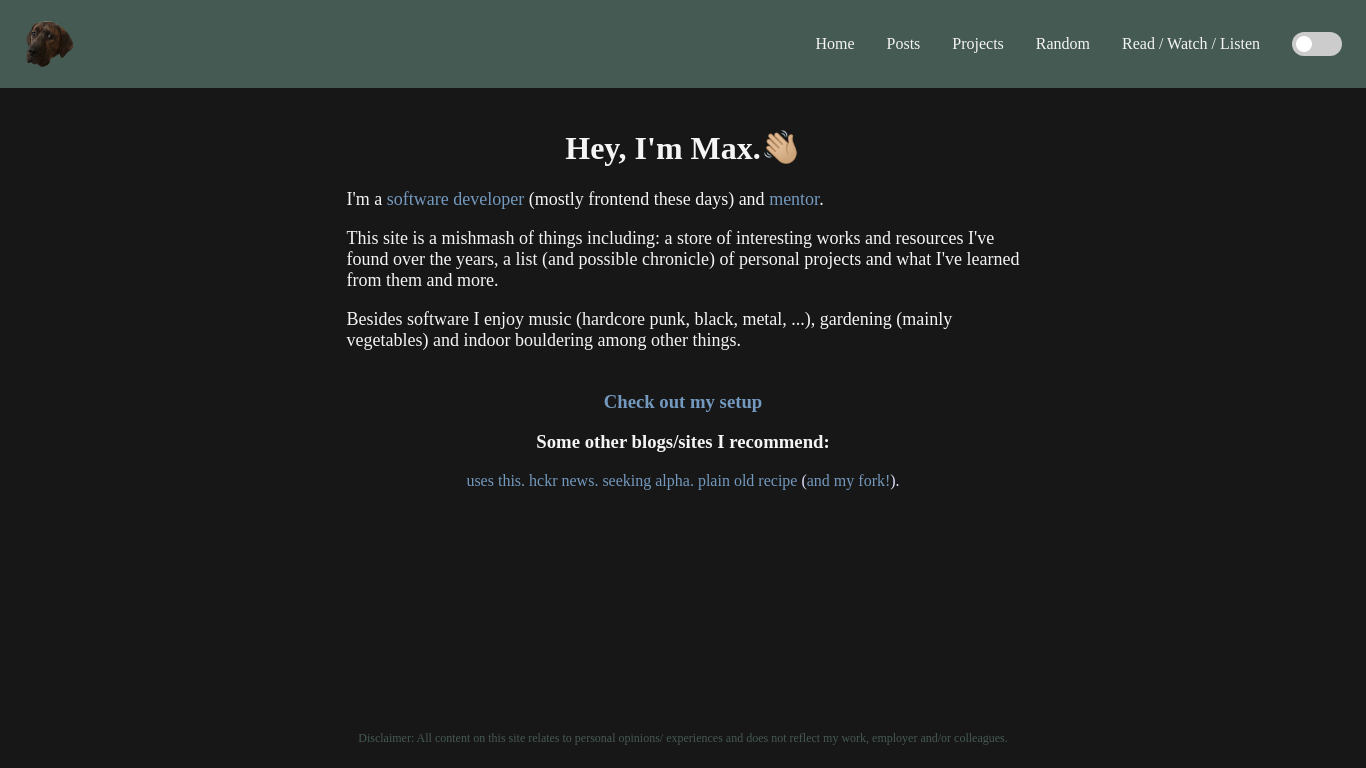 Home Posts Projects Random Read / Watch / Listen
Hey, I'm Max.👋🏼
I'm a software developer (mostly frontend these days) and mentor.
This site is a mishmash of things including: a store of interesting works and resources I've
found over the years, a list (and possible chronicle) of personal projects and what I've learned
from them and more.
Besides software I enjoy music (hardcore punk, black, metal, ...), gardening (mainly
vegetables) and indoor bouldering among other things.
Check out my setup
Some other blogs/sites I recommend:
uses this. hckr news. seeking alpha. plain old recipe (and my fork!).
Disclaimer: All content on this site relates to personal opinions/ experiences and does not reflect my work, employer and/or colleagues.